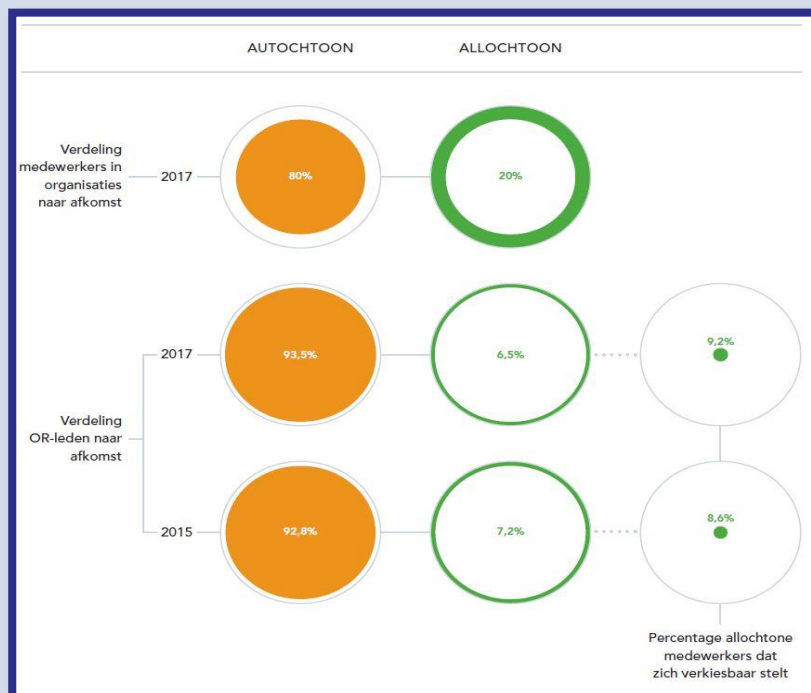 AUTOCHTOON
ALLOCHTOON
Verdeling
medewerkers in
organisaties
naar afkomst
2017
80%
20%
Verdeling
OR-leden naar
afkomst
2017
93,5%
6,5%
9,2%
2015
92,8%
7,2%
8,6%
Percentage allochtone
medewerkers dat
zich verkiesbaar stelt